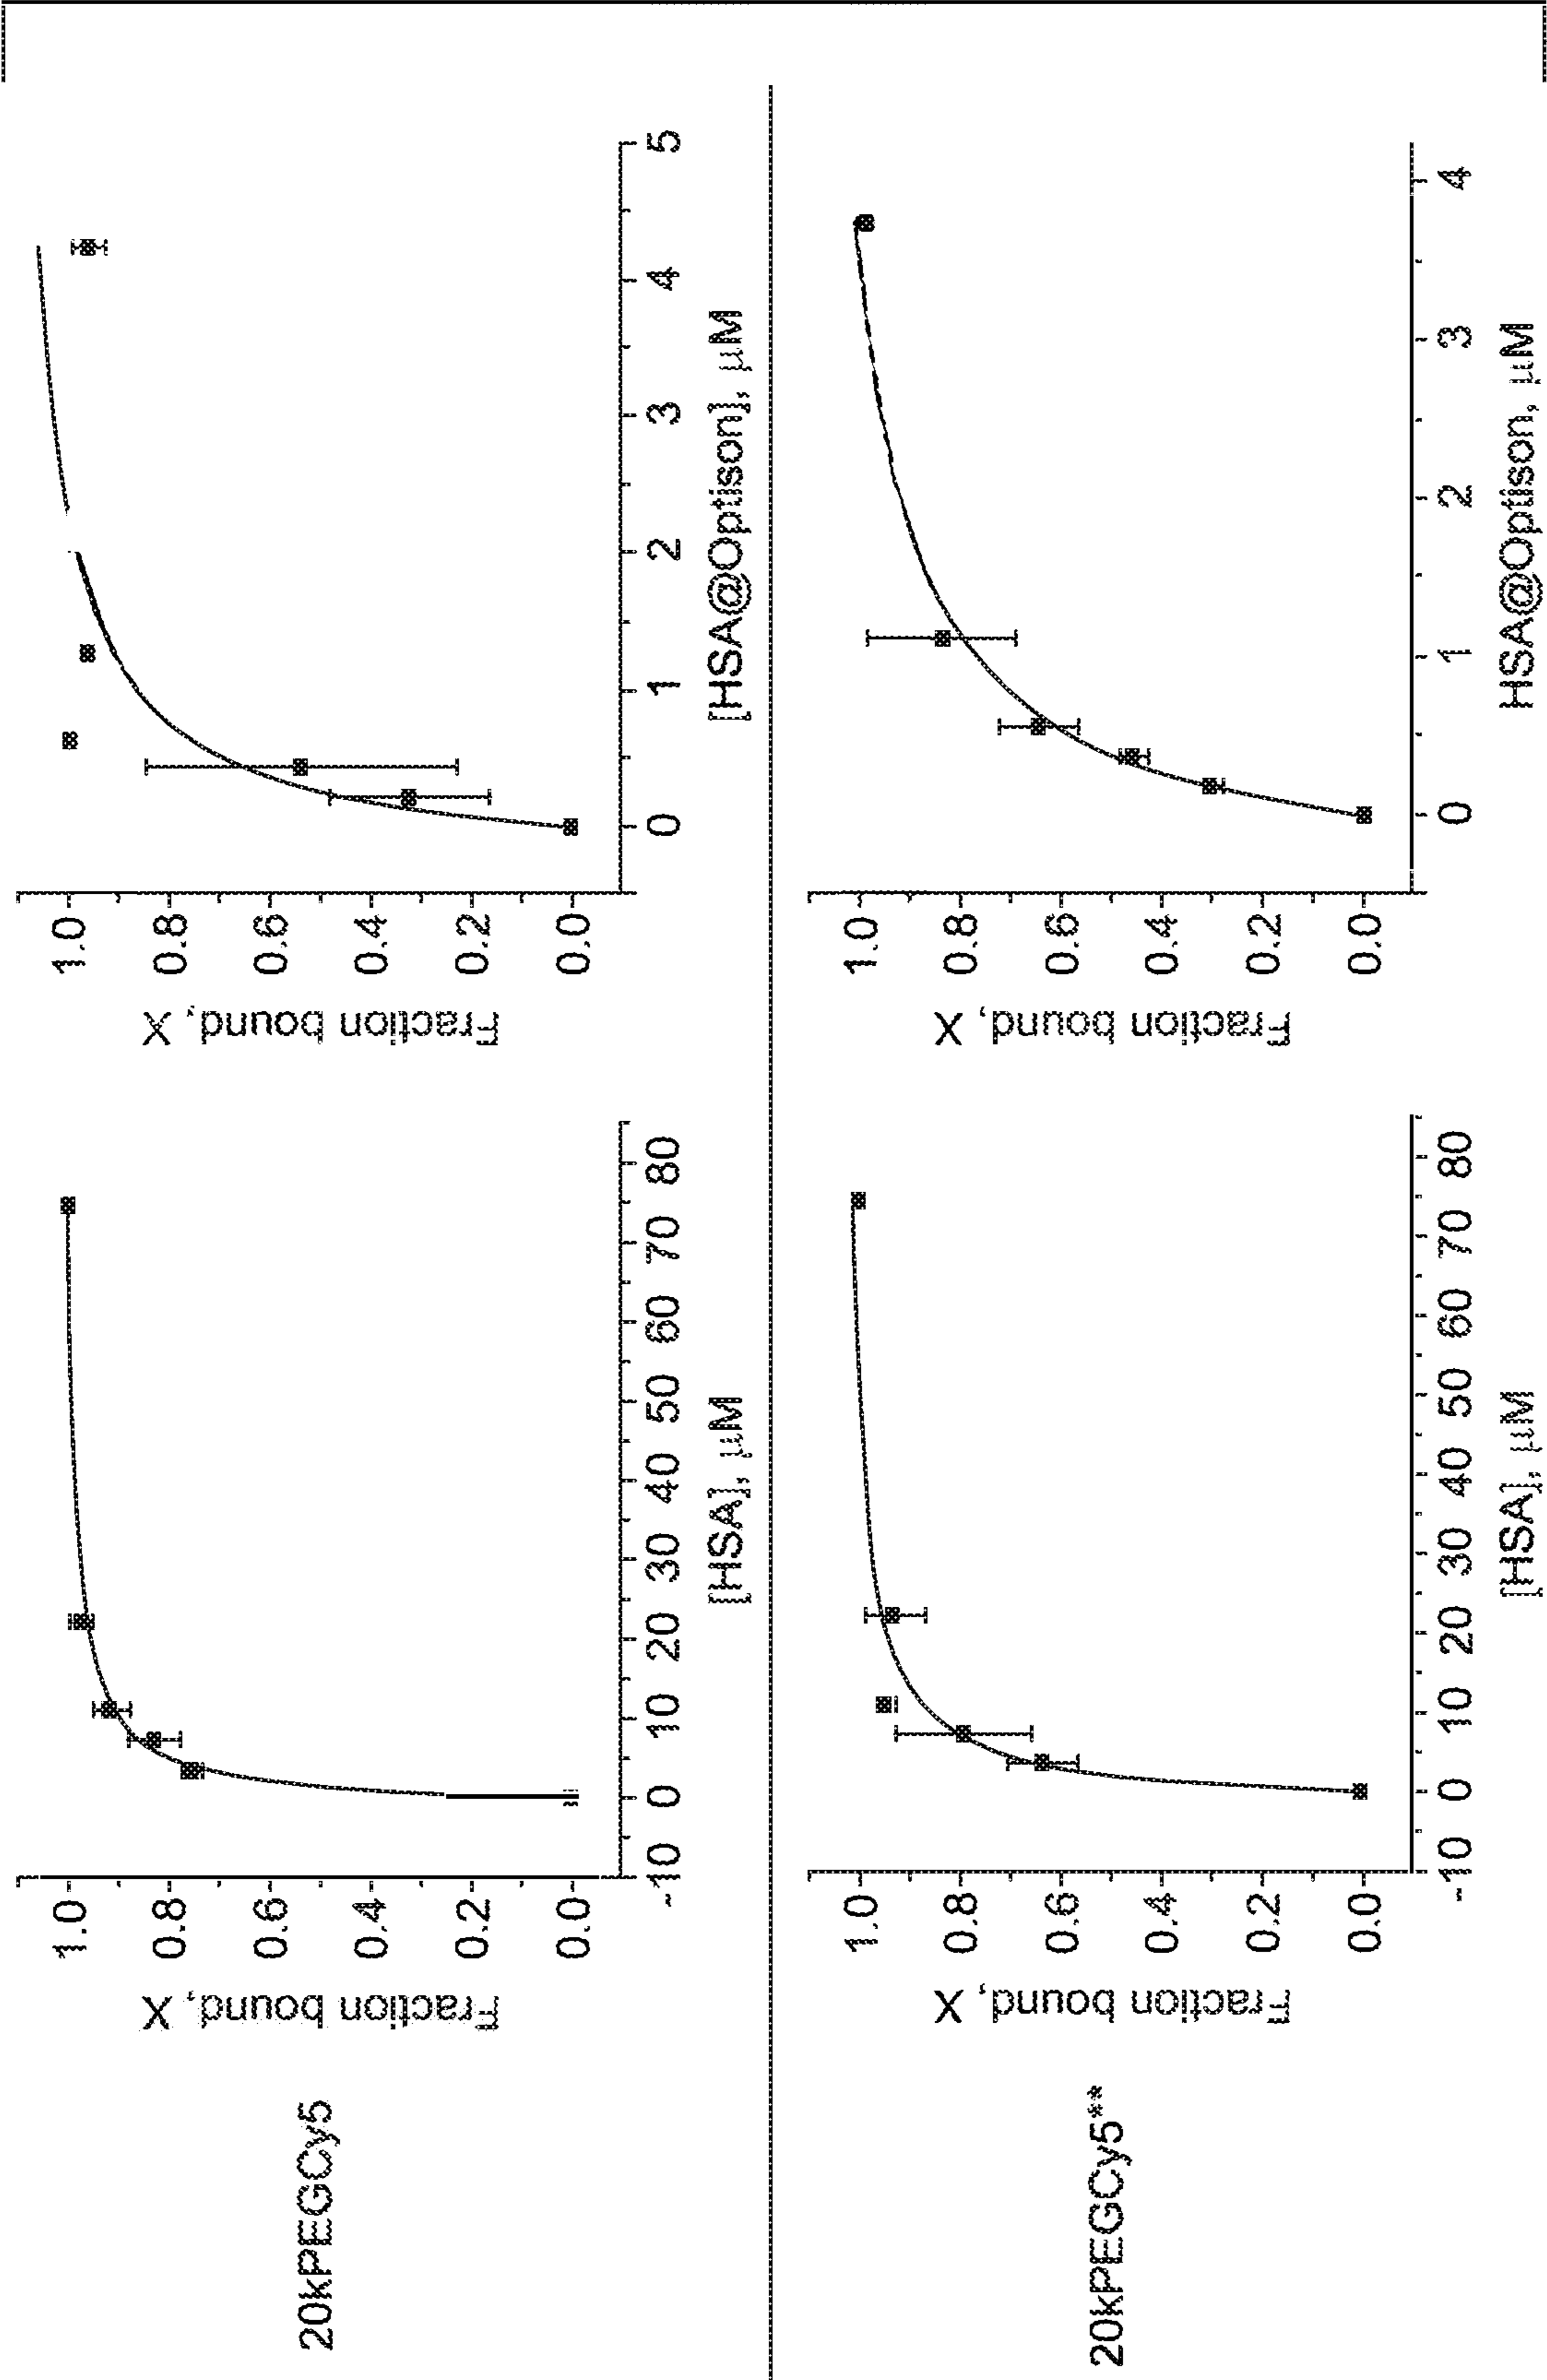 20kPEGCy5
Fraction bound, X
1.0
0.8
0.6
0.4
0.2
0.0
-10 0 10 20 30 40 50 60 70 80
[HSA], µM
Fraction bound, X
1.0
0.8
0.6
0.4
0.2
0.0
0 1 2 3 4 5
[HSA@Optison], µM
20kPEGCy5**
Fraction bound, X
1.0
0.8
0.6
0.4
0.2
0.0
-10 0 10 20 30 40 50 60 70 80
[HSA], µM
Fraction bound, X
1.0
0.8
0.6
0.4
0.2
0.0
0 1 2 3 4
HSA@Optison, µM